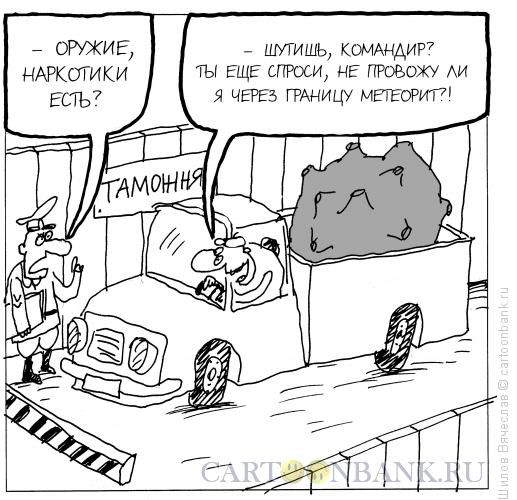 - ОРУЖИЕ,
НАРКОТИКИ
ЕСТЬ?
- ШУТИШЬ, КОМАНДИР?
ТЫ ЕЩЕ СПРОСИ, НЕ ПРОВОЖУ ЛИ
Я ЧЕРЕЗ ГРАНИЦУ МЕТЕОРИТ?!
ТАМОЖНЯ
CARTOONBANK.RU
Шилов Вячеслав © cartoonbank.ru